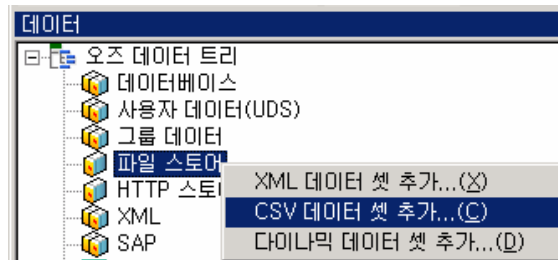 데이터
오즈 데이터 트리
데이터베이스
사용자 데이터(UDS)
그룹 데이터
파일 스토어
HTTP 스토
XML
SAP
XML 데이터 셋 추가...(X)
CSV 데이터 셋 추가...(C)
다이나믹 데이터 셋 추가...(D)